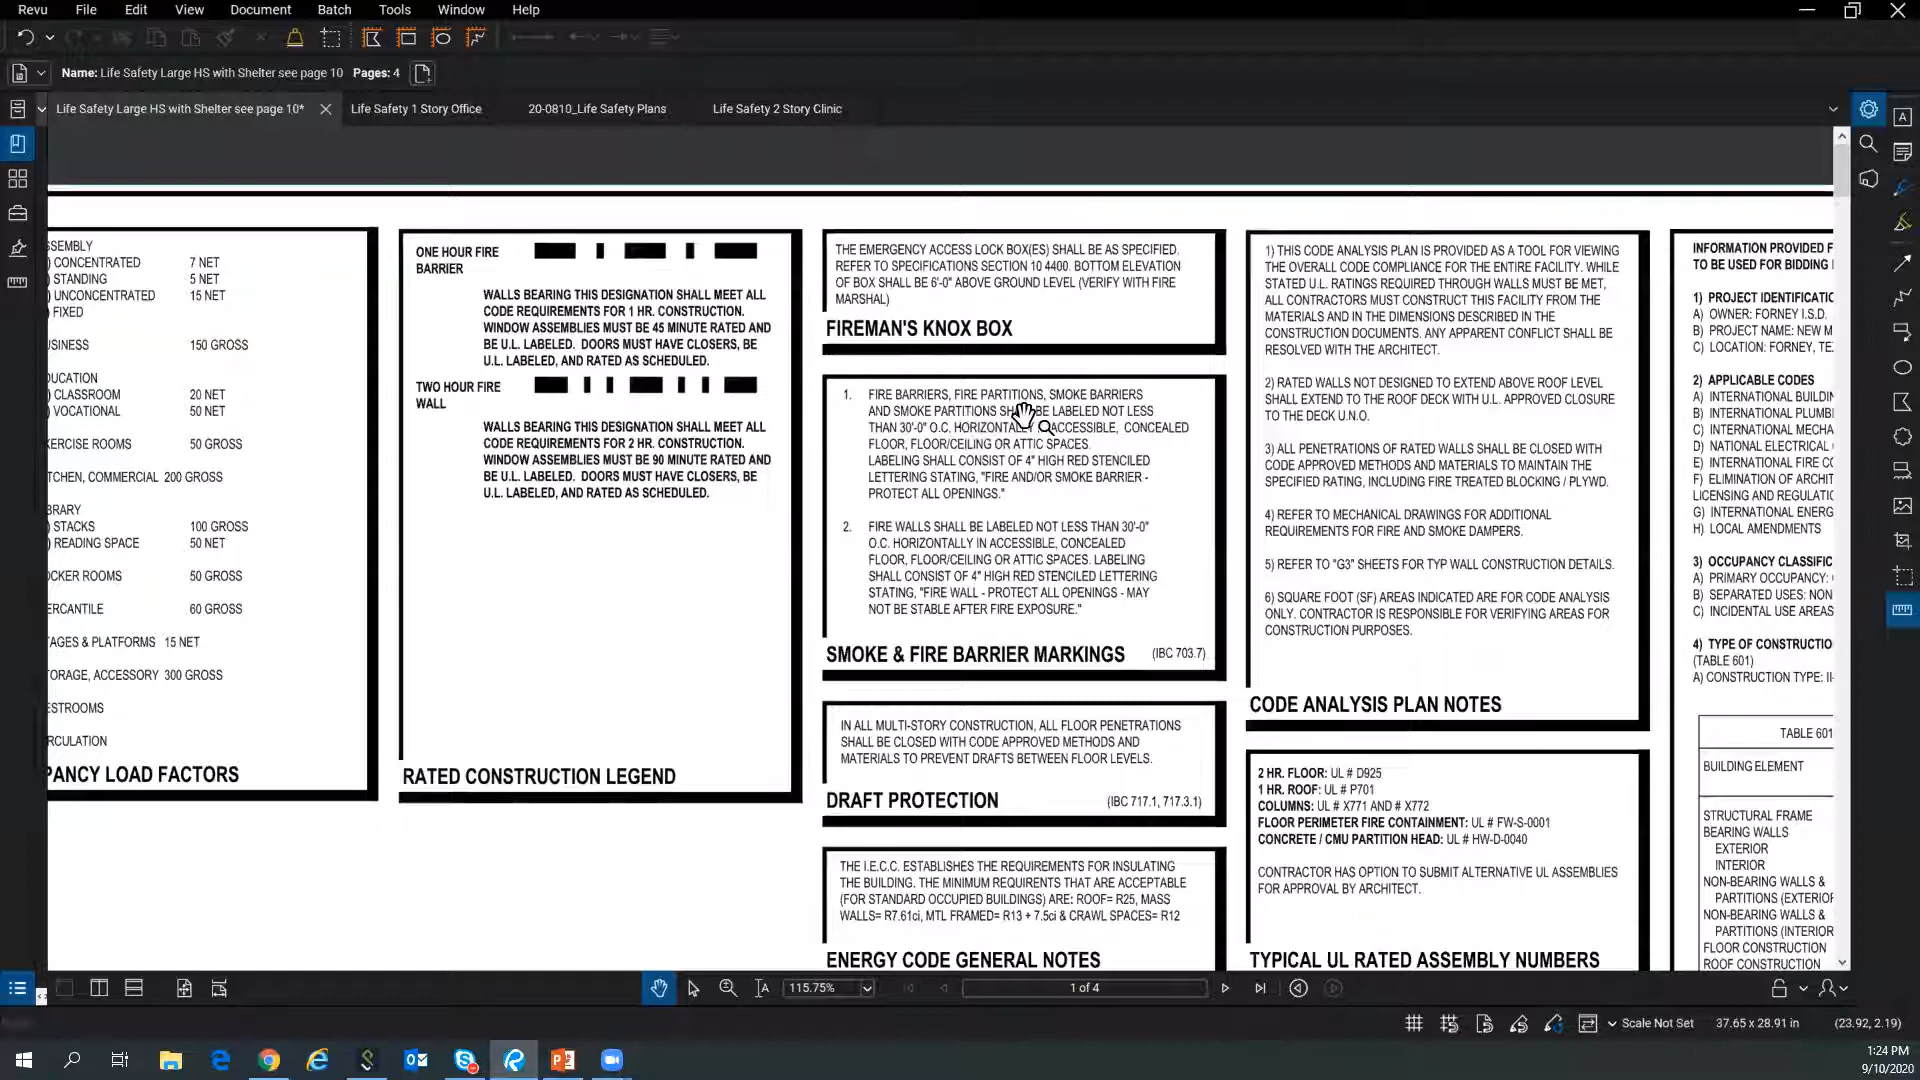 Revu File Edit View Document Batch Tools Window Help
Name: Life Safety Large HS with Shelter see page 10 Pages: 4
Life Safety Large HS with Shelter see page 10* Life Safety 1 Story Office 20-0810_Life Safety Plans Life Safety 2 Story Clinic
SSEMBLY
) CONCENTRATED 7 NET
) STANDING 5 NET
) UNCONCENTRATED 15 NET
) FIXED
USINESS 150 GROSS
DUCATION
) CLASSROOM 20 NET
) VOCATIONAL 50 NET
XERCISE ROOMS 50 GROSS
TCHEN, COMMERCIAL 200 GROSS
BRARY
) STACKS 100 GROSS
) READING SPACE 50 NET
OCKER ROOMS 50 GROSS
ERCANTILE 60 GROSS
TAGES & PLATFORMS 15 NET
TORAGE, ACCESSORY 300 GROSS
ESTROOMS
RCULATION
PANCY LOAD FACTORS
ONE HOUR FIRE
BARRIER
WALLS BEARING THIS DESIGNATION SHALL MEET ALL
CODE REQUIREMENTS FOR 1 HR. CONSTRUCTION.
WINDOW ASSEMBLIES MUST BE 45 MINUTE RATED AND
BE U.L. LABELED. DOORS MUST HAVE CLOSERS, BE
U.L. LABELED, AND RATED AS SCHEDULED.
TWO HOUR FIRE
WALL
WALLS BEARING THIS DESIGNATION SHALL MEET ALL
CODE REQUIREMENTS FOR 2 HR. CONSTRUCTION.
WINDOW ASSEMBLIES MUST BE 90 MINUTE RATED AND
BE U.L. LABELED. DOORS MUST HAVE CLOSERS, BE
U.L. LABELED, AND RATED AS SCHEDULED.
RATED CONSTRUCTION LEGEND
THE EMERGENCY ACCESS LOCK BOX(ES) SHALL BE AS SPECIFIED.
REFER TO SPECIFICATIONS SECTION 10 4400. BOTTOM ELEVATION
OF BOX SHALL BE 6'-0" ABOVE GROUND LEVEL (VERIFY WITH FIRE
MARSHAL)
FIREMAN'S KNOX BOX
1. FIRE BARRIERS, FIRE PARTITIONS, SMOKE BARRIERS
AND SMOKE PARTITIONS BE LABELED NOT LESS
THAN 30'-0" O.C. HORIZONTALLY ACCESSIBLE, CONCEALED
FLOOR, FLOOR/CEILING OR ATTIC SPACES.
LABELING SHALL CONSIST OF 4" HIGH RED STENCILED
LETTERING STATING, "FIRE AND/OR SMOKE BARRIER -
PROTECT ALL OPENINGS."
2. FIRE WALLS SHALL BE LABELED NOT LESS THAN 30'-0"
O.C. HORIZONTALLY IN ACCESSIBLE, CONCEALED
FLOOR, FLOOR/CEILING OR ATTIC SPACES. LABELING
SHALL CONSIST OF 4" HIGH RED STENCILED LETTERING
STATING, "FIRE WALL - PROTECT ALL OPENINGS - MAY
NOT BE STABLE AFTER FIRE EXPOSURE."
SMOKE & FIRE BARRIER MARKINGS (IBC 703.7)
IN ALL MULTI-STORY CONSTRUCTION, ALL FLOOR PENETRATIONS
SHALL BE CLOSED WITH CODE APPROVED METHODS AND
MATERIALS TO PREVENT DRAFTS BETWEEN FLOOR LEVELS.
DRAFT PROTECTION (IBC 717.1, 717.3.1)
THE I.E.C.C. ESTABLISHES THE REQUIREMENTS FOR INSULATING
THE BUILDING. THE MINIMUM REQUIRENTS THAT ARE ACCEPTABLE
(FOR STANDARD OCCUPIED BUILDINGS) ARE: ROOF= R25, MASS
WALLS= R7.61ci, MTL FRAMED= R13 + 7.5ci & CRAWL SPACES= R12
ENERGY CODE GENERAL NOTES
1) THIS CODE ANALYSIS PLAN IS PROVIDED AS A TOOL FOR VIEWING
THE OVERALL CODE COMPLIANCE FOR THE ENTIRE FACILITY. WHILE
STATED U.L. RATINGS REQUIRED THROUGH WALLS MUST BE MET,
ALL CONTRACTORS MUST CONSTRUCT THIS FACILITY FROM THE
MATERIALS AND IN THE DIMENSIONS DESCRIBED IN THE
CONSTRUCTION DOCUMENTS. ANY APPARENT CONFLICT SHALL BE
RESOLVED WITH THE ARCHITECT.
2) RATED WALLS NOT DESIGNED TO EXTEND ABOVE ROOF LEVEL
SHALL EXTEND TO THE ROOF DECK WITH U.L. APPROVED CLOSURE
TO THE DECK U.N.O.
3) ALL PENETRATIONS OF RATED WALLS SHALL BE CLOSED WITH
CODE APPROVED METHODS AND MATERIALS TO MAINTAIN THE
SPECIFIED RATING, INCLUDING FIRE TREATED BLOCKING / PLYWD.
4) REFER TO MECHANICAL DRAWINGS FOR ADDITIONAL
REQUIREMENTS FOR FIRE AND SMOKE DAMPERS.
5) REFER TO "G3" SHEETS FOR TYP WALL CONSTRUCTION DETAILS.
6) SQUARE FOOT (SF) AREAS INDICATED ARE FOR CODE ANALYSIS
ONLY. CONTRACTOR IS RESPONSIBLE FOR VERIFYING AREAS FOR
CONSTRUCTION PURPOSES.
CODE ANALYSIS PLAN NOTES
2 HR. FLOOR: UL # D925
1 HR. ROOF: UL # P701
COLUMNS: UL # X771 AND # X772
FLOOR PERIMETER FIRE CONTAINMENT: UL # FW-S-0001
CONCRETE / CMU PARTITION HEAD: UL # HW-D-0040
CONTRACTOR HAS OPTION TO SUBMIT ALTERNATIVE UL ASSEMBLIES
FOR APPROVAL BY ARCHITECT.
TYPICAL UL RATED ASSEMBLY NUMBERS
INFORMATION PROVIDED F
TO BE USED FOR BIDDING
1) PROJECT IDENTIFICATIC
A) OWNER: FORNEY I.S.D.
B) PROJECT NAME: NEW M
C) LOCATION: FORNEY, TE
2) APPLICABLE CODES
A) INTERNATIONAL BUILDIN
B) INTERNATIONAL PLUMB
C) INTERNATIONAL MECHA
D) NATIONAL ELECTRICAL
E) INTERNATIONAL FIRE CO
F) ELIMINATION OF ARCHIT
LICENSING AND REGULATIC
G) INTERNATIONAL ENERG
H) LOCAL AMENDMENTS
3) OCCUPANCY CLASSIFIC
A) PRIMARY OCCUPANCY:
B) SEPARATED USES: NON
C) INCIDENTAL USE AREAS
4) TYPE OF CONSTRUCTIO
(TABLE 601)
A) CONSTRUCTION TYPE: II-
TABLE 601
BUILDING ELEMENT
STRUCTURAL FRAME
BEARING WALLS
EXTERIOR
INTERIOR
NON-BEARING WALLS &
PARTITIONS (EXTERIOR
NON-BEARING WALLS &
PARTITIONS (INTERIOR
FLOOR CONSTRUCTION
ROOF CONSTRUCTION
115.75% 1 of 4
Scale Not Set 37.65 x 28.91 in (23.92, 2.19)
1:24 PM
9/10/2020